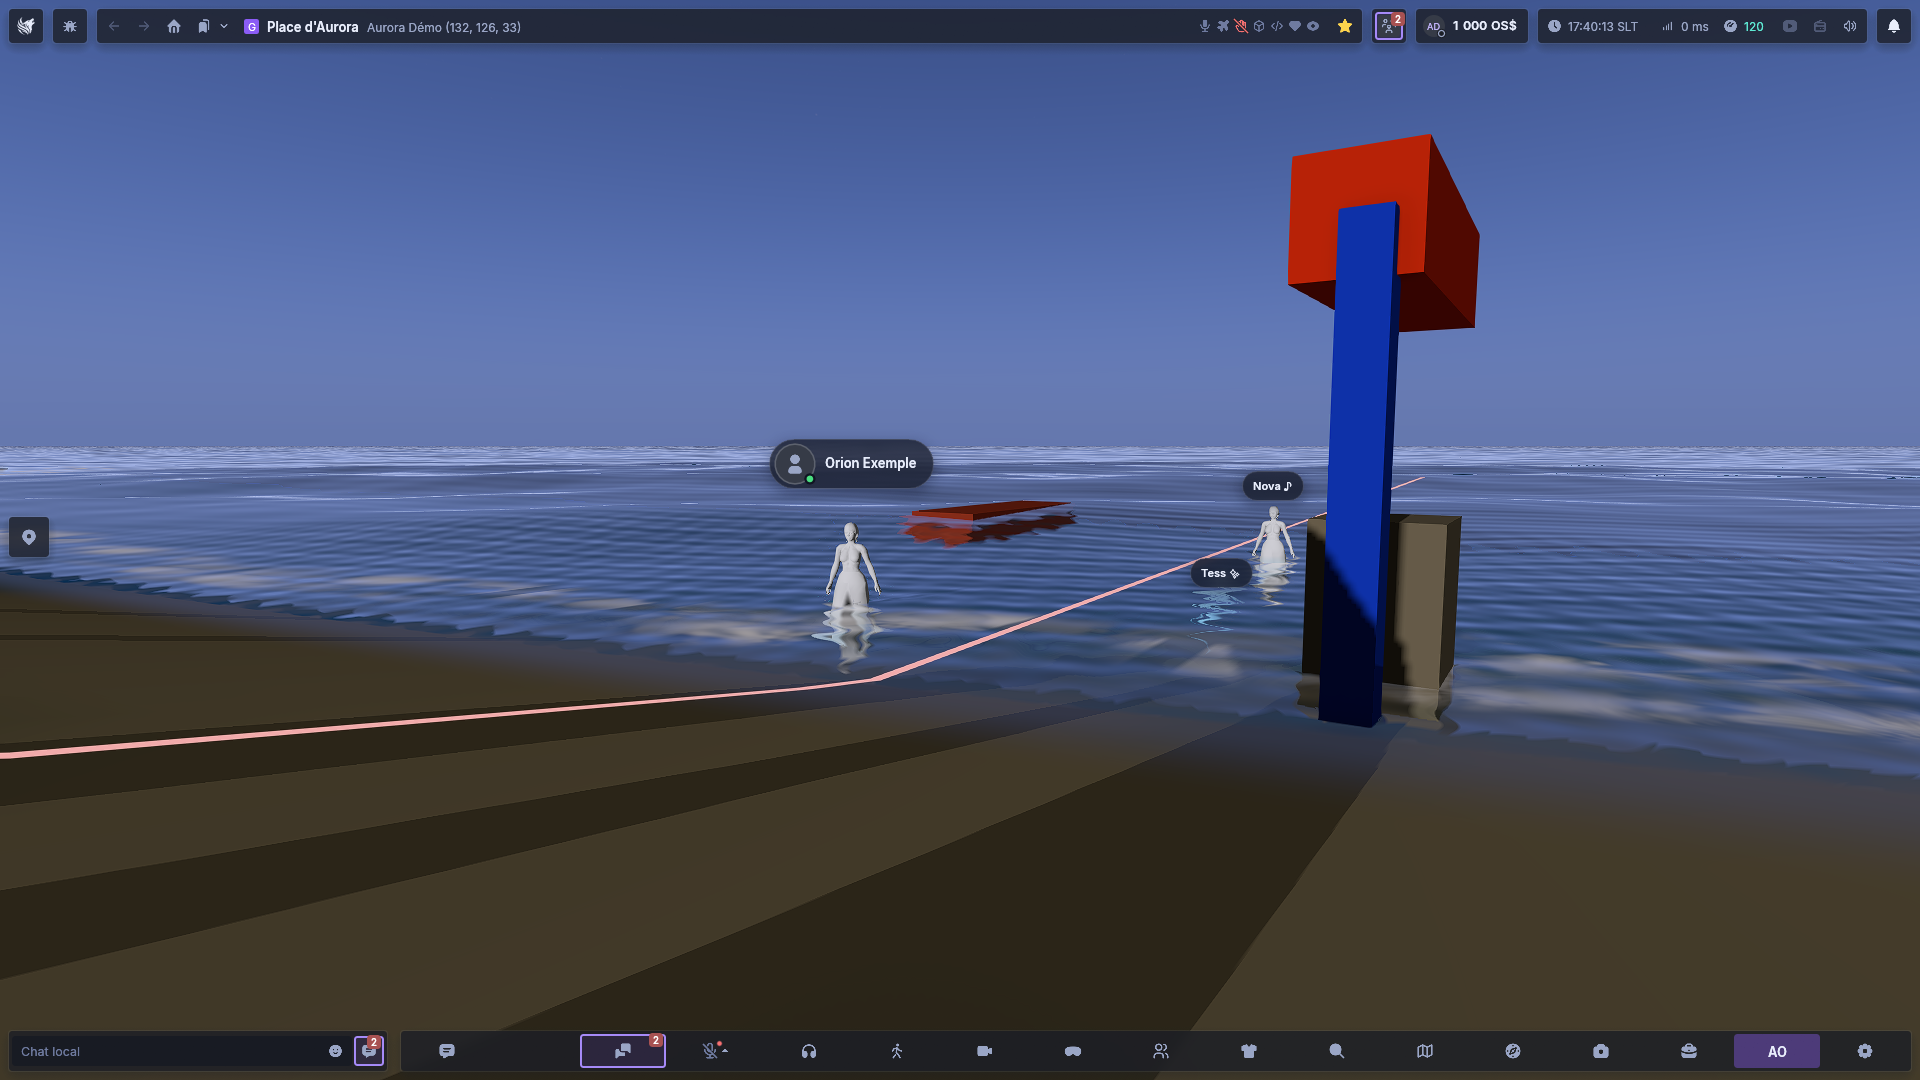 G Place d'Aurora Aurora Démo (132, 126, 33)
2
AD 1 000 OS$
17:40:13 SLT 0 ms 120
Orion Exemple
Nova ♪
Tess
Chat local
2
2
AO